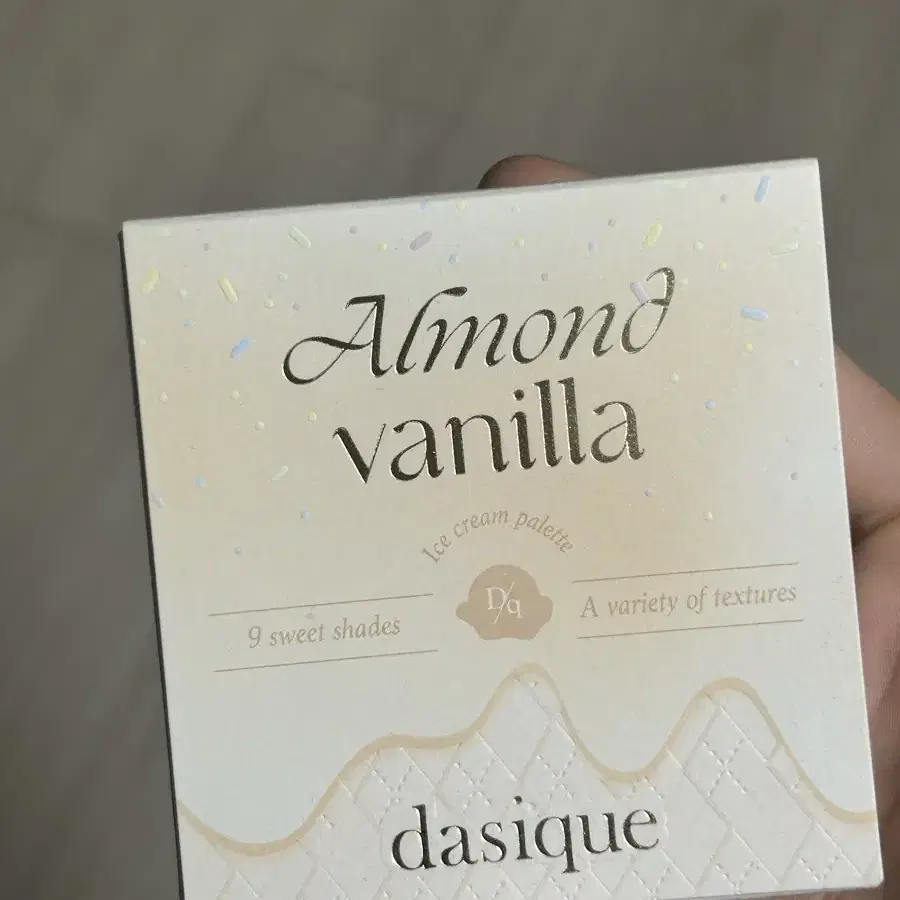 Almond
vanilla
Ice cream palette
9 sweet shades
D/q
A variety of textures
dasique